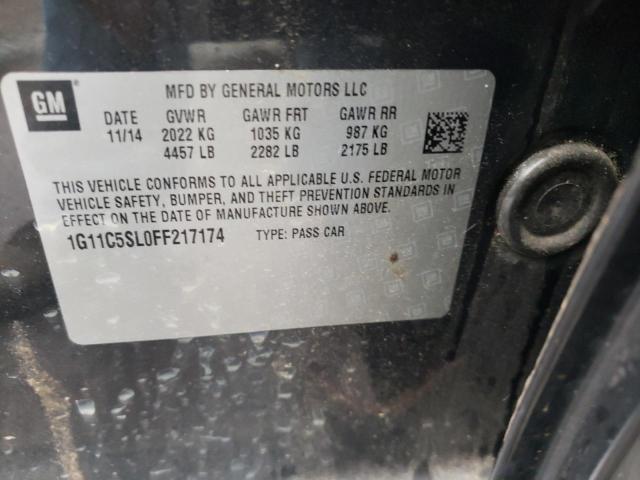 GM
MFD BY GENERAL MOTORS LLC
DATE GVWR GAWR FRT GAWR RR
11/14 2022 KG 1035 KG 987 KG
4457 LB 2282 LB 2175 LB
THIS VEHICLE CONFORMS TO ALL APPLICABLE U.S. FEDERAL MOTOR
VEHICLE SAFETY, BUMPER, AND THEFT PREVENTION STANDARDS IN
EFFECT ON THE DATE OF MANUFACTURE SHOWN ABOVE.
1G11C5SL0FF217174 TYPE: PASS CAR